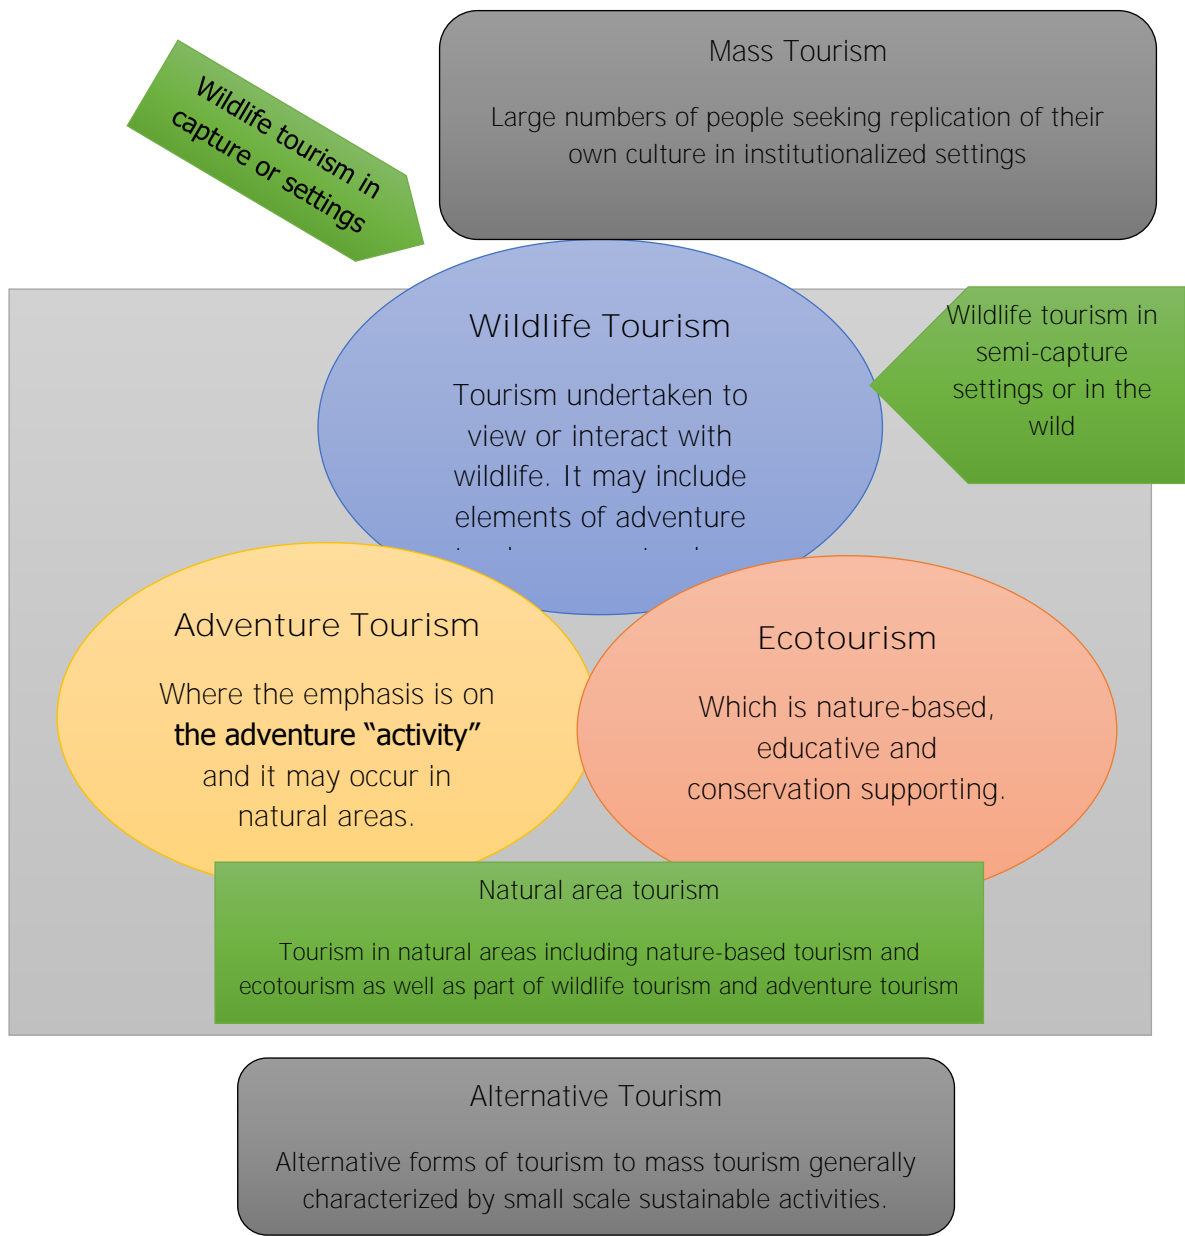 Mass Tourism
Large numbers of people seeking replication of their
own culture in institutionalized settings
Wildlife tourism in
capture or settings
Wildlife Tourism
Tourism undertaken to
view or interact with
wildlife. It may include
elements of adventure
Wildlife tourism in
semi-capture
settings or in the
wild
Adventure Tourism
Where the emphasis is on
the adventure “activity”
and it may occur in
natural areas.
Ecotourism
Which is nature-based,
educative and
conservation supporting.
Natural area tourism
Tourism in natural areas including nature-based tourism and
ecotourism as well as part of wildlife tourism and adventure tourism
Alternative Tourism
Alternative forms of tourism to mass tourism generally
characterized by small scale sustainable activities.